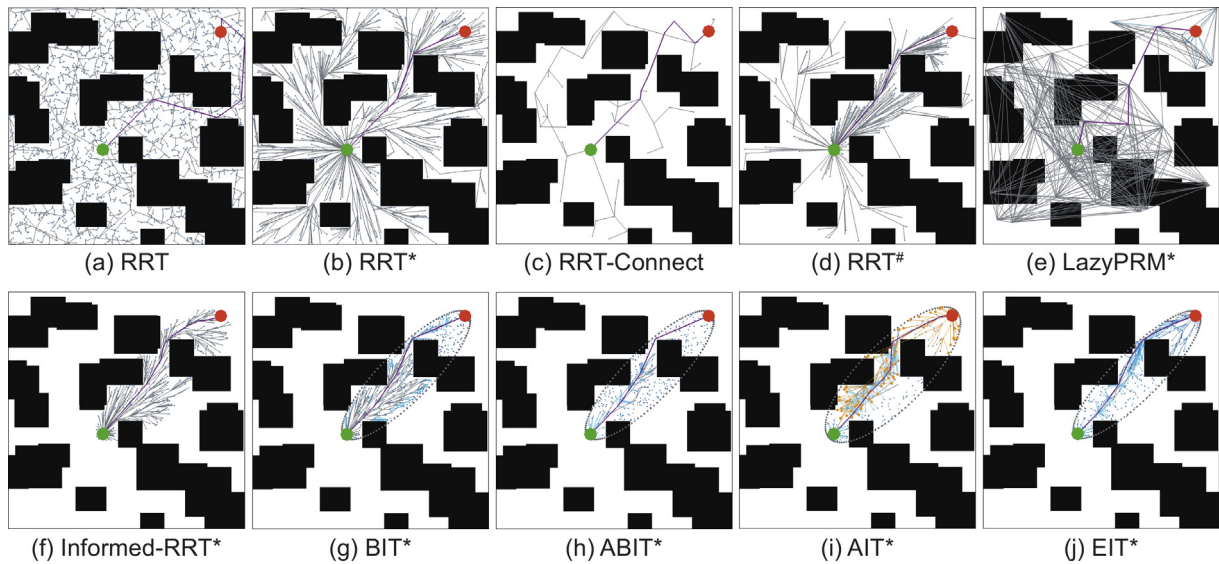 (a) RRT
(b) RRT*
(c) RRT-Connect
(d) RRT#
(e) LazyPRM*
(f) Informed-RRT*
(g) BIT*
(h) ABIT*
(i) AIT*
(j) EIT*